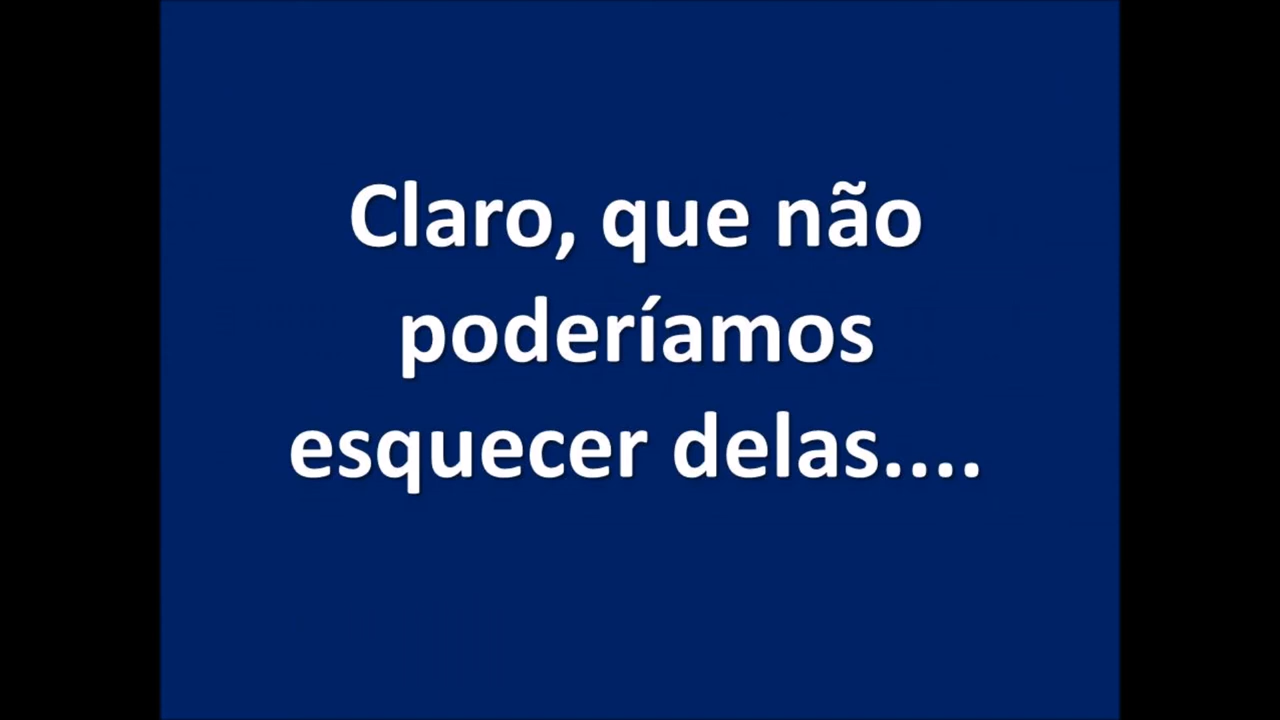 Claro, que não
poderíamos
esquecer delas....